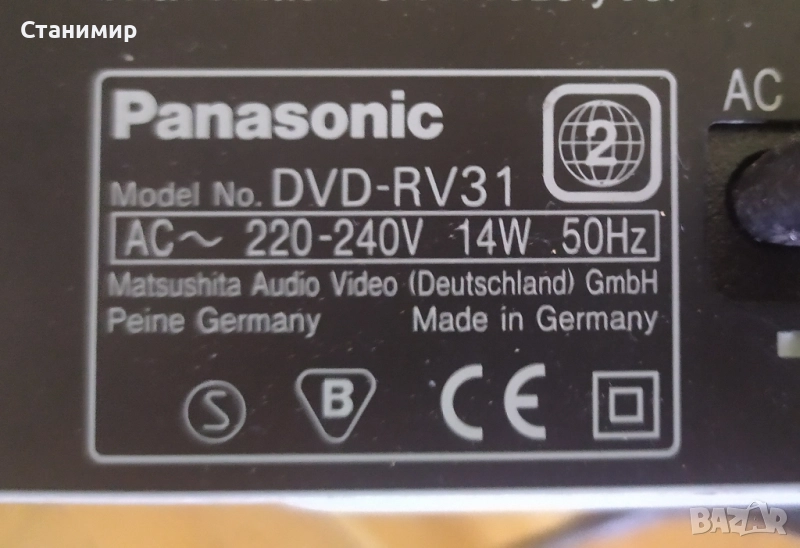 Станимир
Panasonic
2
Model No. DVD-RV31
AC
AC～ 220-240V 14W 50Hz
Matsushita Audio Video (Deutschland) GmbH
Peine Germany Made in Germany
S B CE
BAZAR